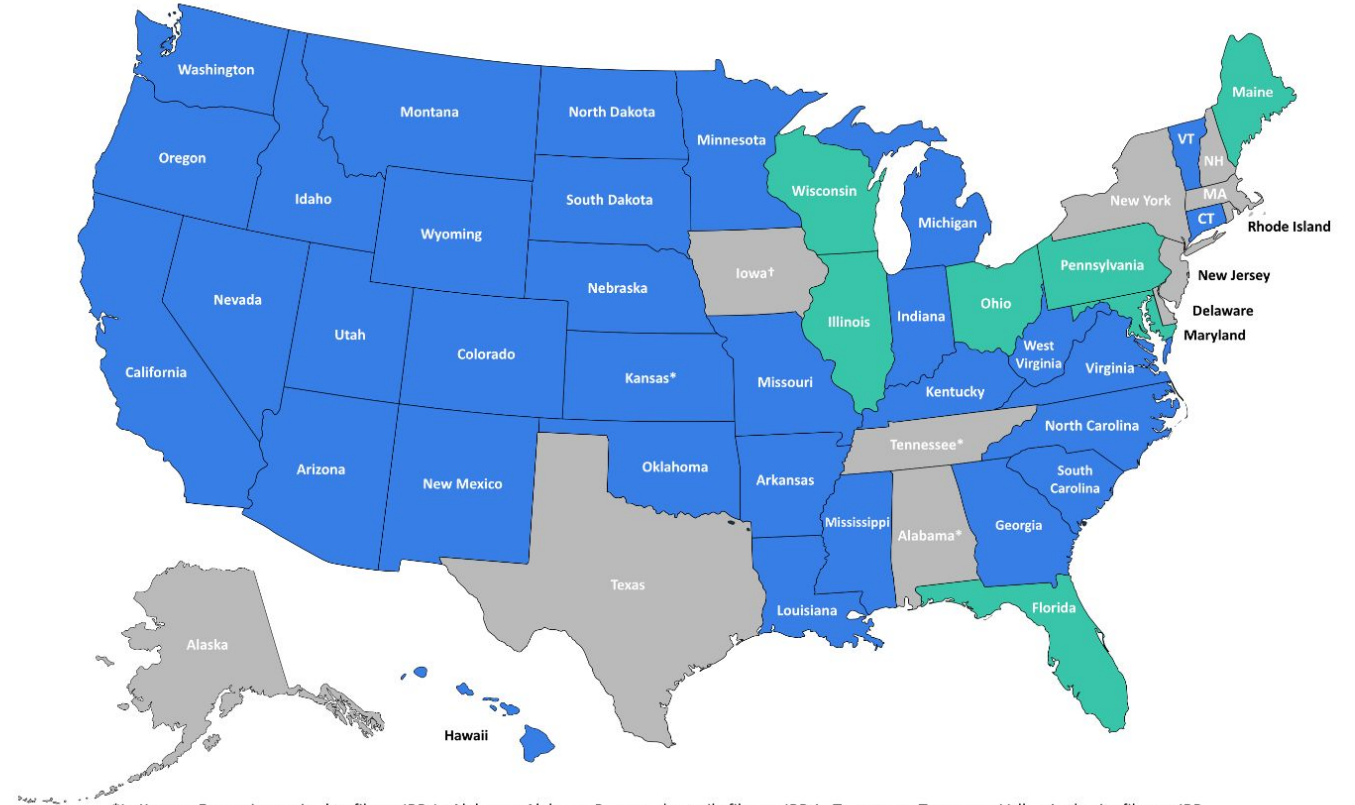 Washington
Maine
Montana
North Dakota
Minnesota
VT
Oregon
NH
Wisconsin
MA
Idaho
South Dakota
New York
CT
Michigan
Rhode Island
Wyoming
Pennsylvania
Iowa†
New Jersey
Nebraska
Nevada
Ohio
Delaware
Indiana
Illinois
Maryland
Utah
West
Virginia
Colorado
Virginia
California
Kansas*
Missouri
Kentucky
North Carolina
Tennessee*
Oklahoma
Arizona
South
Carolina
New Mexico
Arkansas
Mississippi
Georgia
Alabama*
Texas
Florida
Louisiana
Alaska
Hawaii